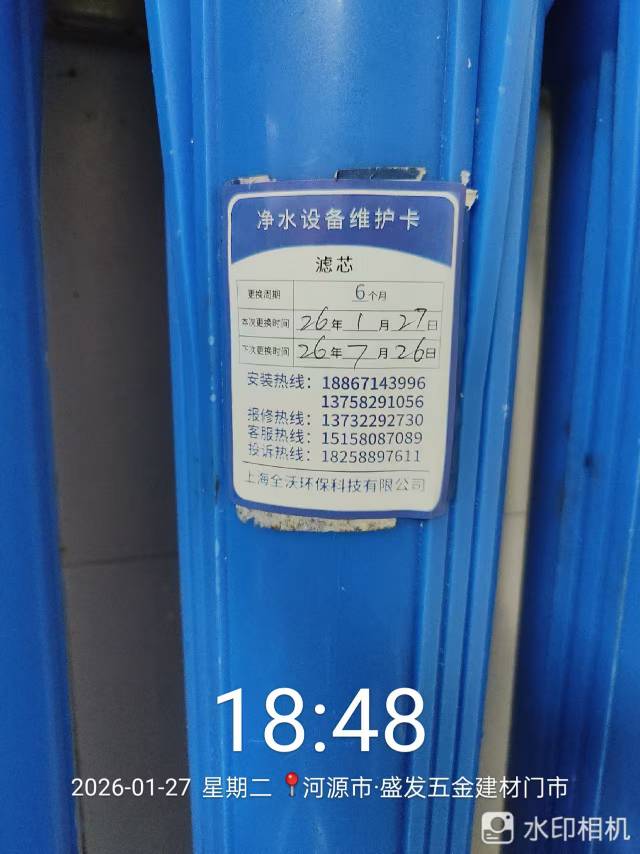 净水设备维护卡
滤芯
更换周期 6个月
本次更换时间 26年1月27日
下次更换时间 26年7月26日
安装热线：18867143996
13758291056
报修热线：13732292730
客服热线：15158087089
投诉热线：18258897611
上海全沃环保科技有限公司
18:48
2026-01-27 星期二 河源市·盛发五金建材门市
水印相机